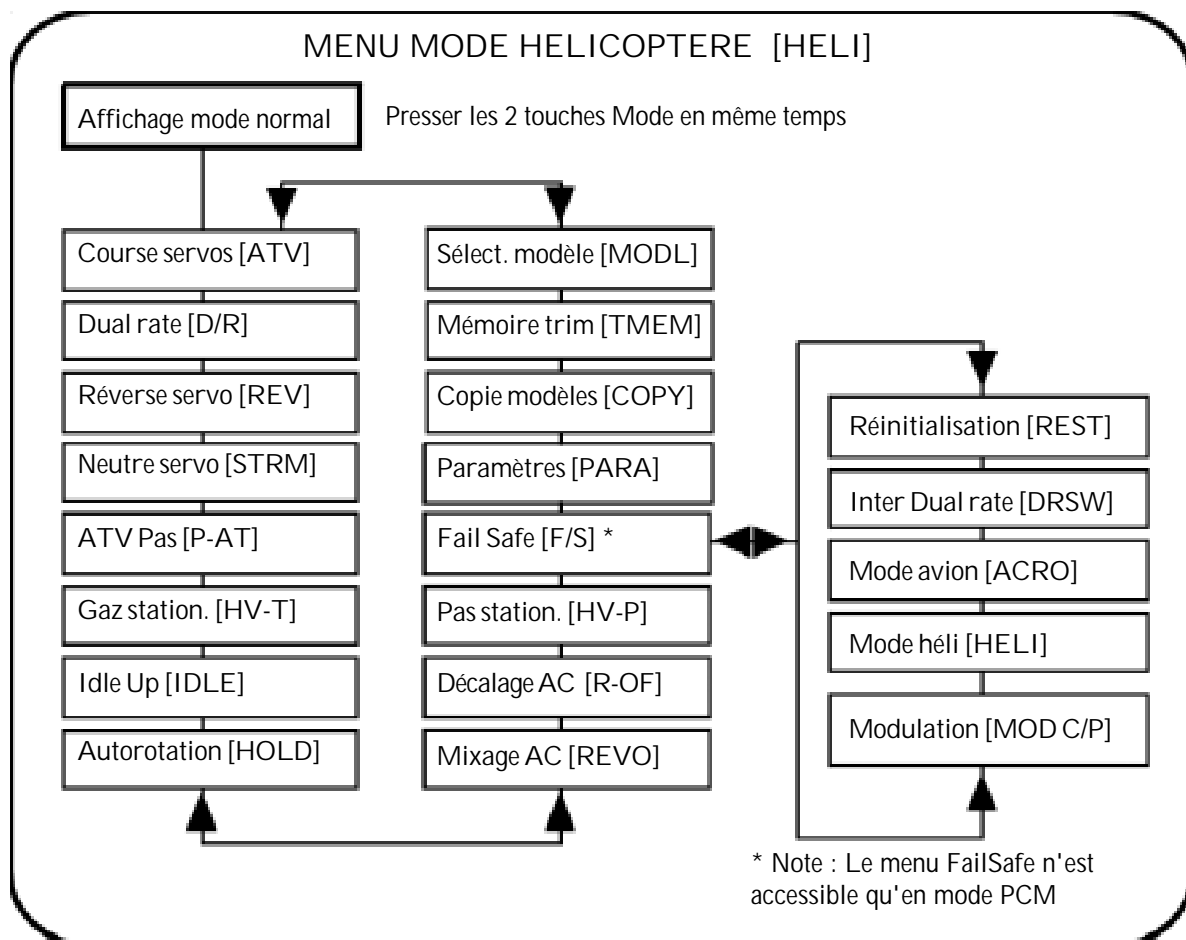 MENU MODE HELICOPTERE [HELI]
Affichage mode normal
Presser les 2 touches Mode en même temps
Course servos [ATV]
Dual rate [D/R]
Réverse servo [REV]
Neutre servo [STRM]
ATV Pas [P-AT]
Gaz station. [HV-T]
Idle Up [IDLE]
Autorotation [HOLD]
Sélect. modèle [MODL]
Mémoire trim [TMEM]
Copie modèles [COPY]
Paramètres [PARA]
Fail Safe [F/S] *
Pas station. [HV-P]
Décalage AC [R-OF]
Mixage AC [REVO]
Réinitialisation [REST]
Inter Dual rate [DRSW]
Mode avion [ACRO]
Mode héli [HELI]
Modulation [MOD C/P]
* Note : Le menu FailSafe n'est
accessible qu'en mode PCM